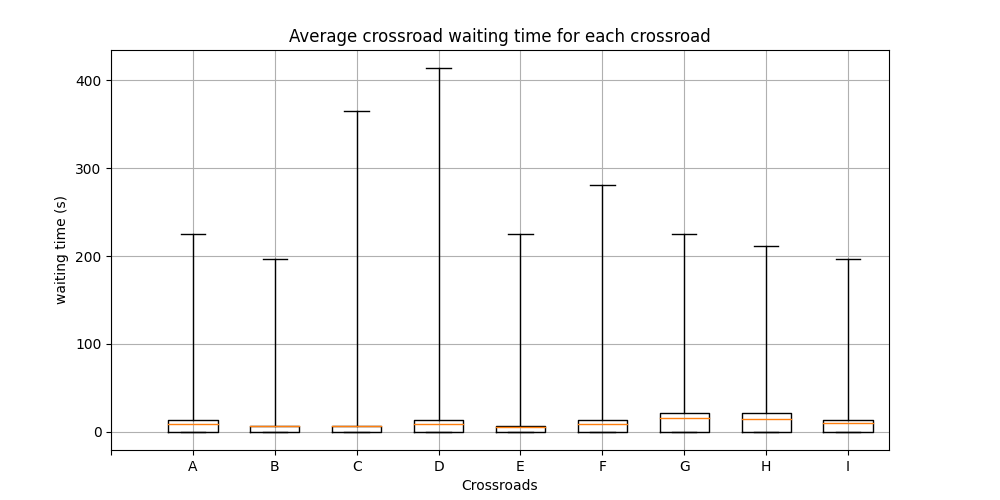 Average crossroad waiting time for each crossroad
400
300
200
100
0
waiting time (s)
A B C D E F G H I
Crossroads